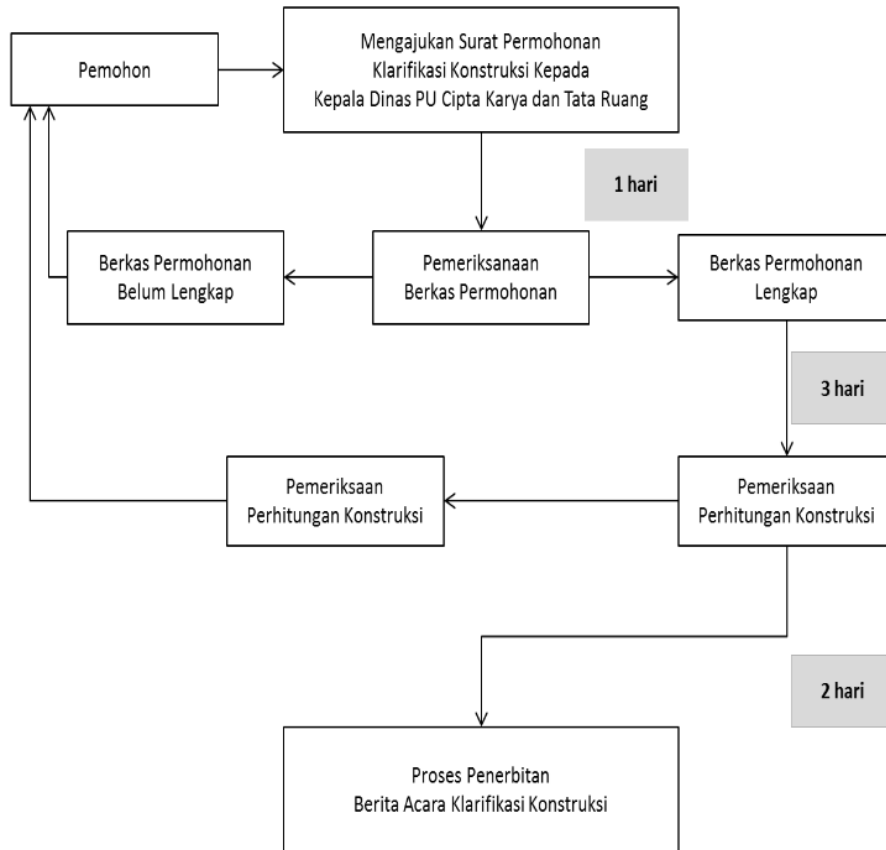 Pemohon
Mengajukan Surat Permohonan
Klarifikasi Konstruksi Kepada
Kepala Dinas PU Cipta Karya dan Tata Ruang
1 hari
Berkas Permohonan
Belum Lengkap
Pemeriksanaan
Berkas Permohonan
Berkas Permohonan
Lengkap
3 hari
Pemeriksaan
Perhitungan Konstruksi
Pemeriksaan
Perhitungan Konstruksi
2 hari
Proses Penerbitan
Berita Acara Klarifikasi Konstruksi